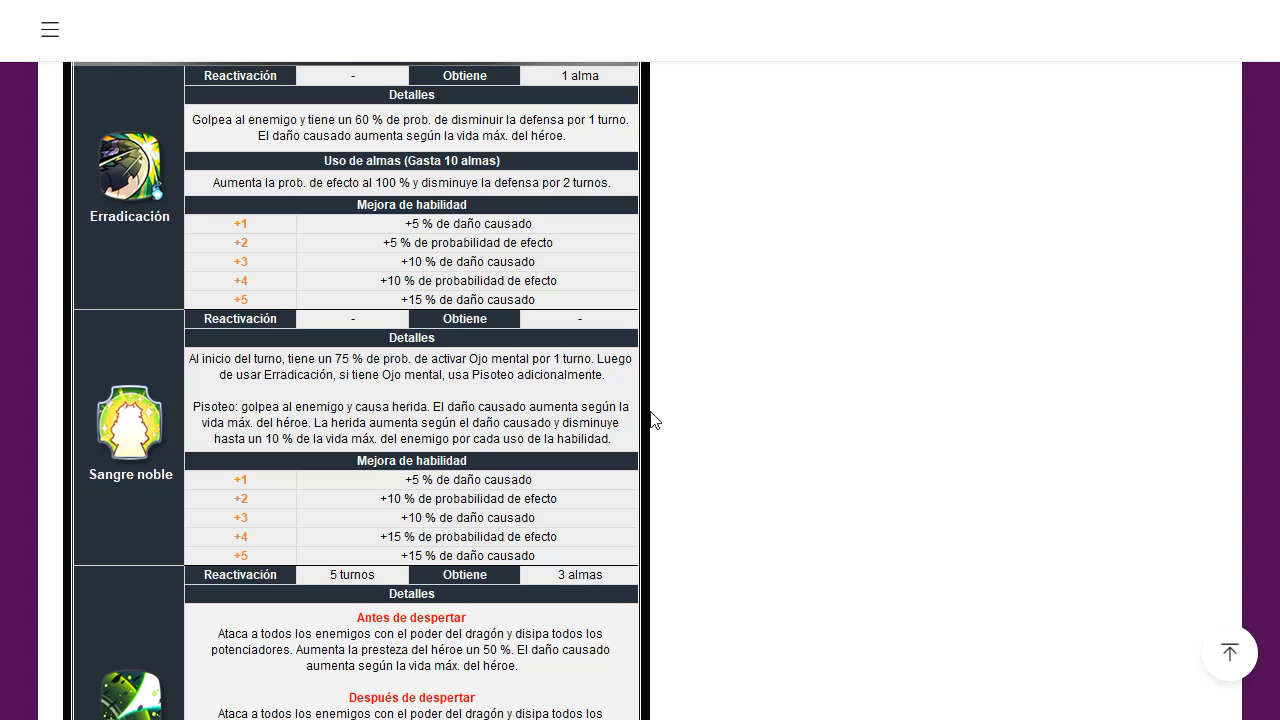 Reactivación - Obtiene 1 alma
Detalles
Golpea al enemigo y tiene un 60 % de prob. de disminuir la defensa por 1 turno.
El daño causado aumenta según la vida máx. del héroe.
Uso de almas (Gasta 10 almas)
Aumenta la prob. de efecto al 100 % y disminuye la defensa por 2 turnos.
Erradicación
Mejora de habilidad
+1 +5 % de daño causado
+2 +5 % de probabilidad de efecto
+3 +10 % de daño causado
+4 +10 % de probabilidad de efecto
+5 +15 % de daño causado
Reactivación - Obtiene -
Detalles
Al inicio del turno, tiene un 75 % de prob. de activar Ojo mental por 1 turno. Luego
de usar Erradicación, si tiene Ojo mental, usa Pisoteo adicionalmente.
Pisoteo: golpea al enemigo y causa herida. El daño causado aumenta según la
vida máx. del héroe. La herida aumenta según el daño causado y disminuye
hasta un 10 % de la vida máx. del enemigo por cada uso de la habilidad.
Sangre noble
Mejora de habilidad
+1 +5 % de daño causado
+2 +10 % de probabilidad de efecto
+3 +10 % de daño causado
+4 +15 % de probabilidad de efecto
+5 +15 % de daño causado
Reactivación 5 turnos Obtiene 3 almas
Detalles
Antes de despertar
Ataca a todos los enemigos con el poder del dragón y disipa todos los
potenciadores. Aumenta la presteza del héroe un 50 %. El daño causado
aumenta según la vida máx. del héroe.
Después de despertar
Ataca a todos los enemigos con el poder del dragón y disipa todos los